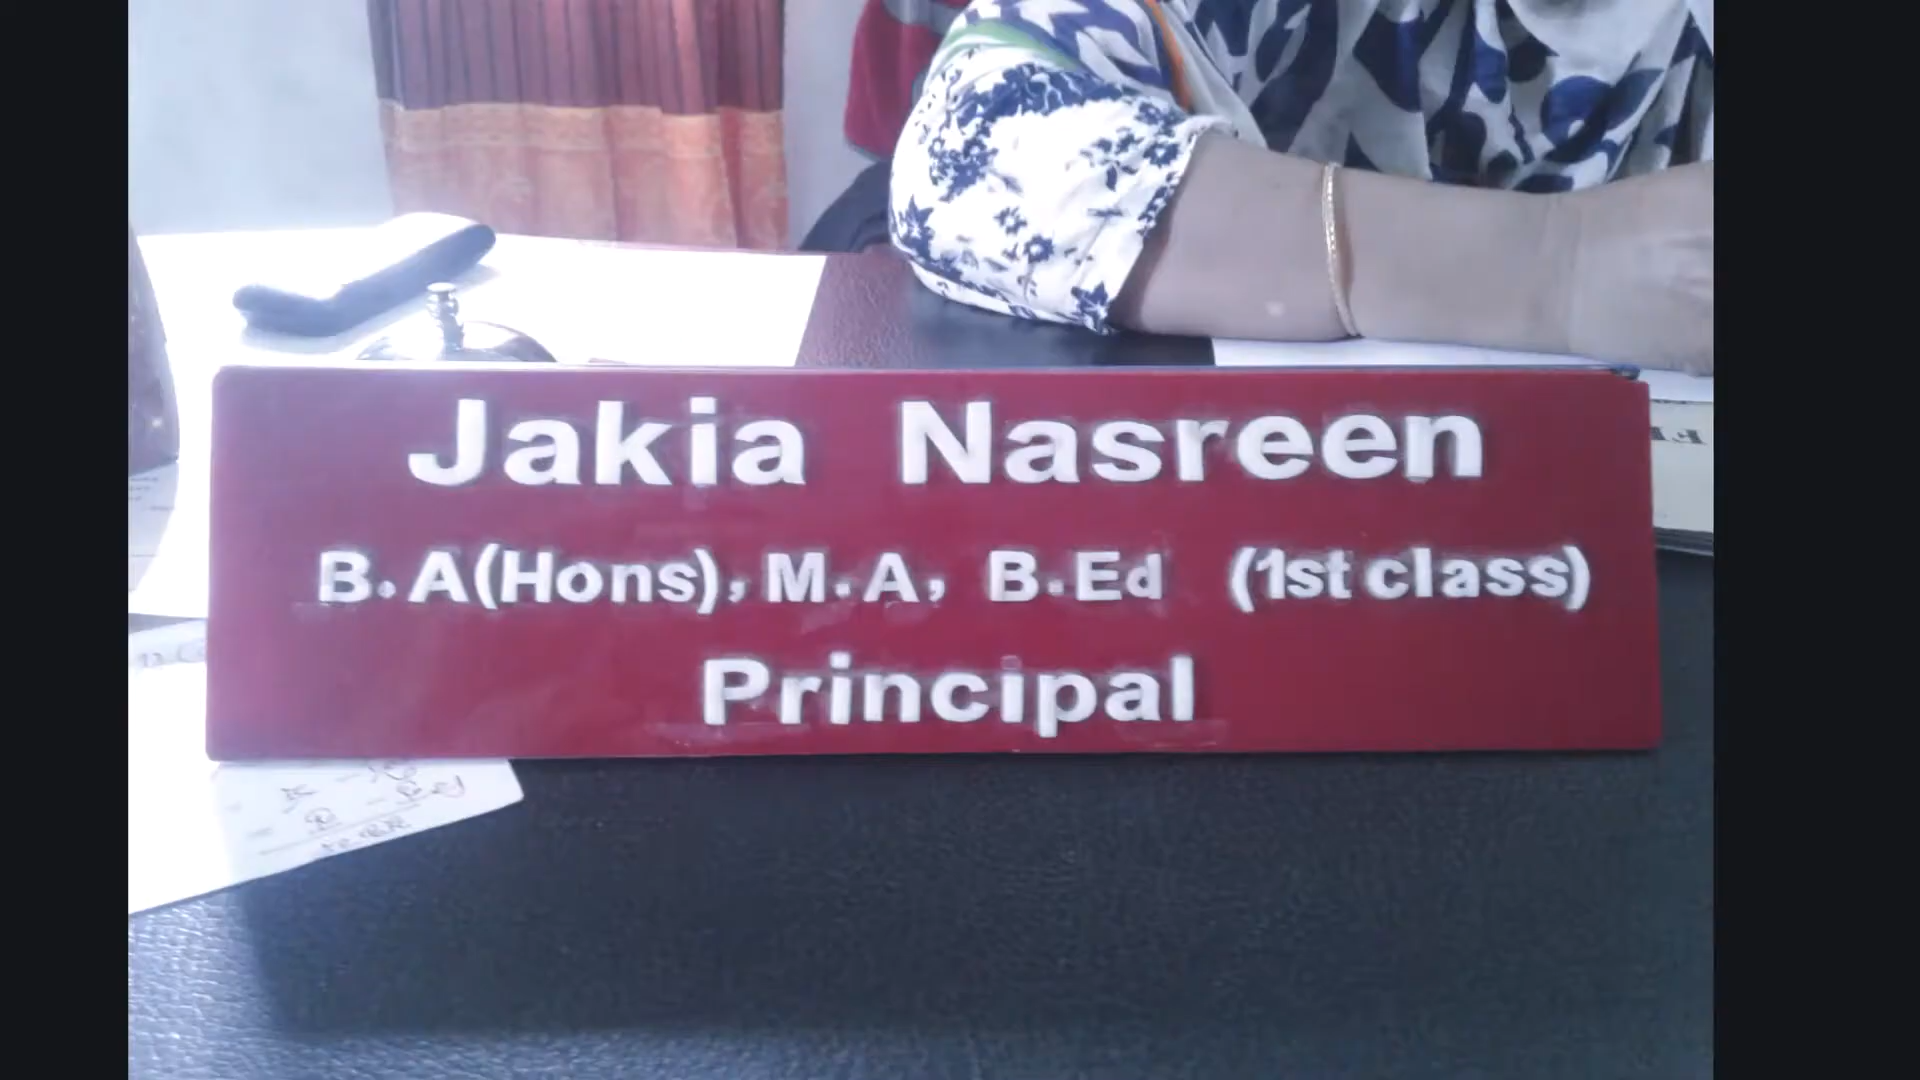 Jakia Nasreen
B.A(Hons), M.A, B.Ed (1st class)
Principal